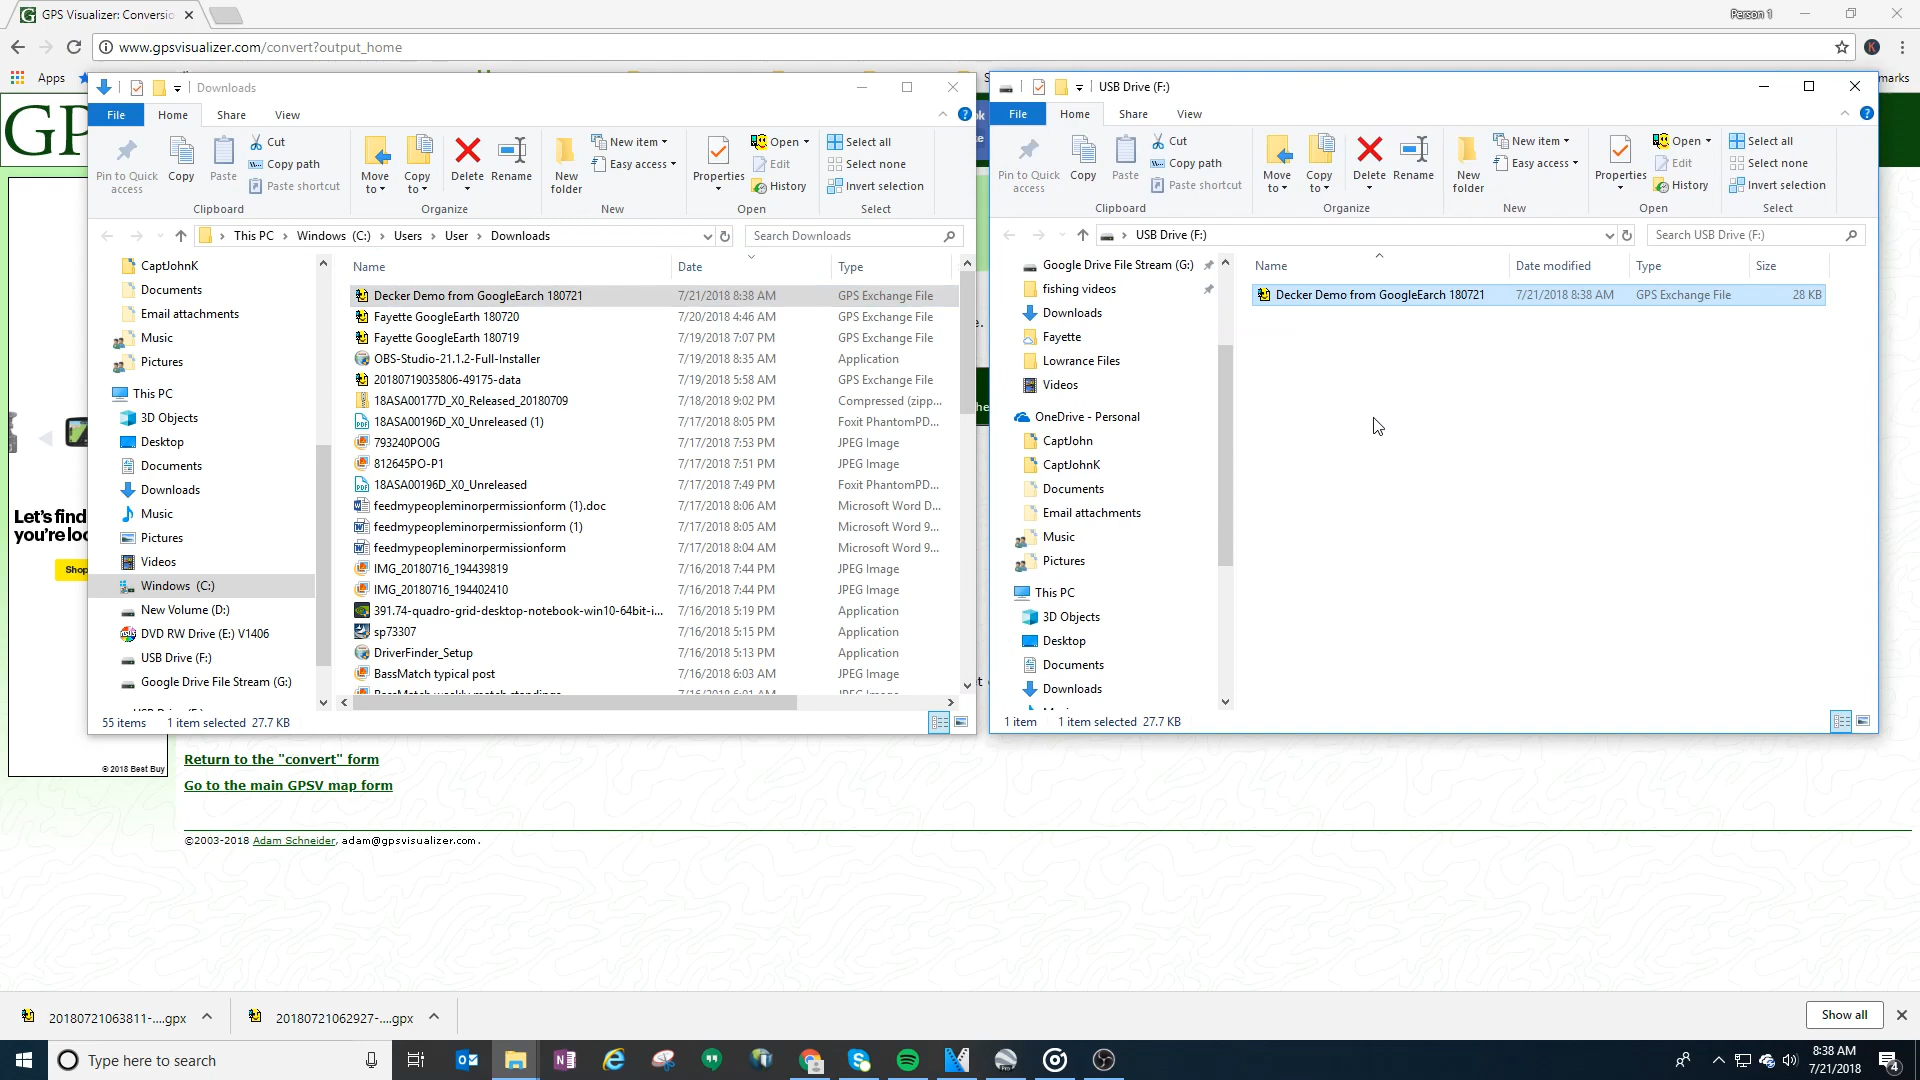 GPS Visualizer: Conversio
Person 1
www.gpsvisualizer.com/convert?output_home
Apps
marks
GP
Downloads
File
Home
Share
View
Pin to Quick access
Copy
Paste
Cut
Copy path
Paste shortcut
Clipboard
Move to
Copy to
Delete
Rename
Organize
New folder
New item
Easy access
New
Properties
Open
Edit
History
Open
Select all
Select none
Invert selection
Select
This PC
Windows (C:)
Users
User
Downloads
Search Downloads
CaptJohnK
Documents
Email attachments
Music
Pictures
This PC
3D Objects
Desktop
Documents
Downloads
Music
Pictures
Videos
Windows (C:)
New Volume (D:)
DVD RW Drive (E:) V1406
USB Drive (F:)
Google Drive File Stream (G:)
Name Date Type
Decker Demo from GoogleEarch 180721 7/21/2018 8:38 AM GPS Exchange File
Fayette GoogleEarth 180720 7/20/2018 4:46 AM GPS Exchange File
Fayette GoogleEarth 180719 7/19/2018 7:07 PM GPS Exchange File
OBS-Studio-21.1.2-Full-Installer 7/19/2018 8:35 AM Application
20180719035806-49175-data 7/19/2018 5:58 AM GPS Exchange File
18ASA00177D_X0_Released_20180709 7/18/2018 9:02 PM Compressed (zipp...
18ASA00196D_X0_Unreleased (1) 7/17/2018 8:05 PM Foxit PhantomPD...
793240PO0G 7/17/2018 7:53 PM JPEG Image
812645PO-P1 7/17/2018 7:51 PM JPEG Image
18ASA00196D_X0_Unreleased 7/17/2018 7:49 PM Foxit PhantomPD...
feedmypeopleminorpermissionform (1).doc 7/17/2018 8:06 AM Microsoft Word D...
feedmypeopleminorpermissionform (1) 7/17/2018 8:05 AM Microsoft Word 9...
feedmypeopleminorpermissionform 7/17/2018 8:04 AM Microsoft Word 9...
IMG_20180716_194439819 7/16/2018 7:44 PM JPEG Image
IMG_20180716_194402410 7/16/2018 7:44 PM JPEG Image
391.74-quadro-grid-desktop-notebook-win10-64bit-i... 7/16/2018 5:19 PM Application
sp73307 7/16/2018 5:15 PM Application
DriverFinder_Setup 7/16/2018 5:13 PM Application
BassMatch typical post 7/16/2018 6:03 AM JPEG Image
BassMatch weekly match standings 7/16/2018 6:01 AM JPEG Image
55 items 1 item selected 27.7 KB
USB Drive (F:)
File
Home
Share
View
Pin to Quick access
Copy
Paste
Cut
Copy path
Paste shortcut
Clipboard
Move to
Copy to
Delete
Rename
Organize
New folder
New item
Easy access
New
Properties
Open
Edit
History
Open
Select all
Select none
Invert selection
Select
USB Drive (F:)
Search USB Drive (F:)
Google Drive File Stream (G:)
fishing videos
Downloads
Fayette
Lowrance Files
Videos
OneDrive - Personal
CaptJohn
CaptJohnK
Documents
Email attachments
Music
Pictures
This PC
3D Objects
Desktop
Documents
Downloads
Name Date modified Type Size
Decker Demo from GoogleEarch 180721 7/21/2018 8:38 AM GPS Exchange File 28 KB
1 item 1 item selected 27.7 KB
Let's find
you're loo
Shop
© 2018 Best Buy
Return to the "convert" form
Go to the main GPSV map form
©2003-2018 Adam Schneider, adam@gpsvisualizer.com.
20180721063811-....gpx
20180721062927-....gpx
Show all
Type here to search
8:38 AM
7/21/2018
4